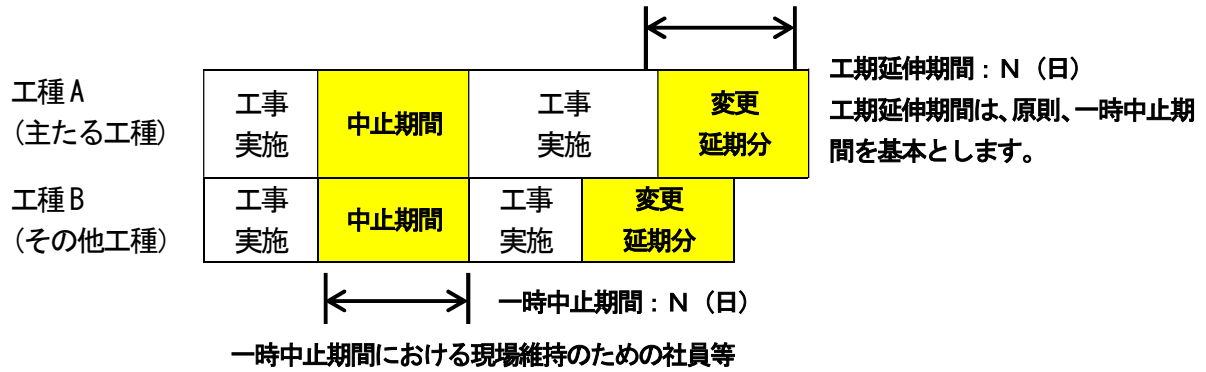 工期延伸期間：Ｎ（日）
工期延伸期間は、原則、一時中止期
間を基本とします。
工種Ａ
（主たる工種）
工事
実施
中止期間
工事
実施
変更
延期分
工種Ｂ
（その他工種）
工事
実施
中止期間
工事
実施
変更
延期分
一時中止期間：Ｎ（日）
一時中止期間における現場維持のための社員等